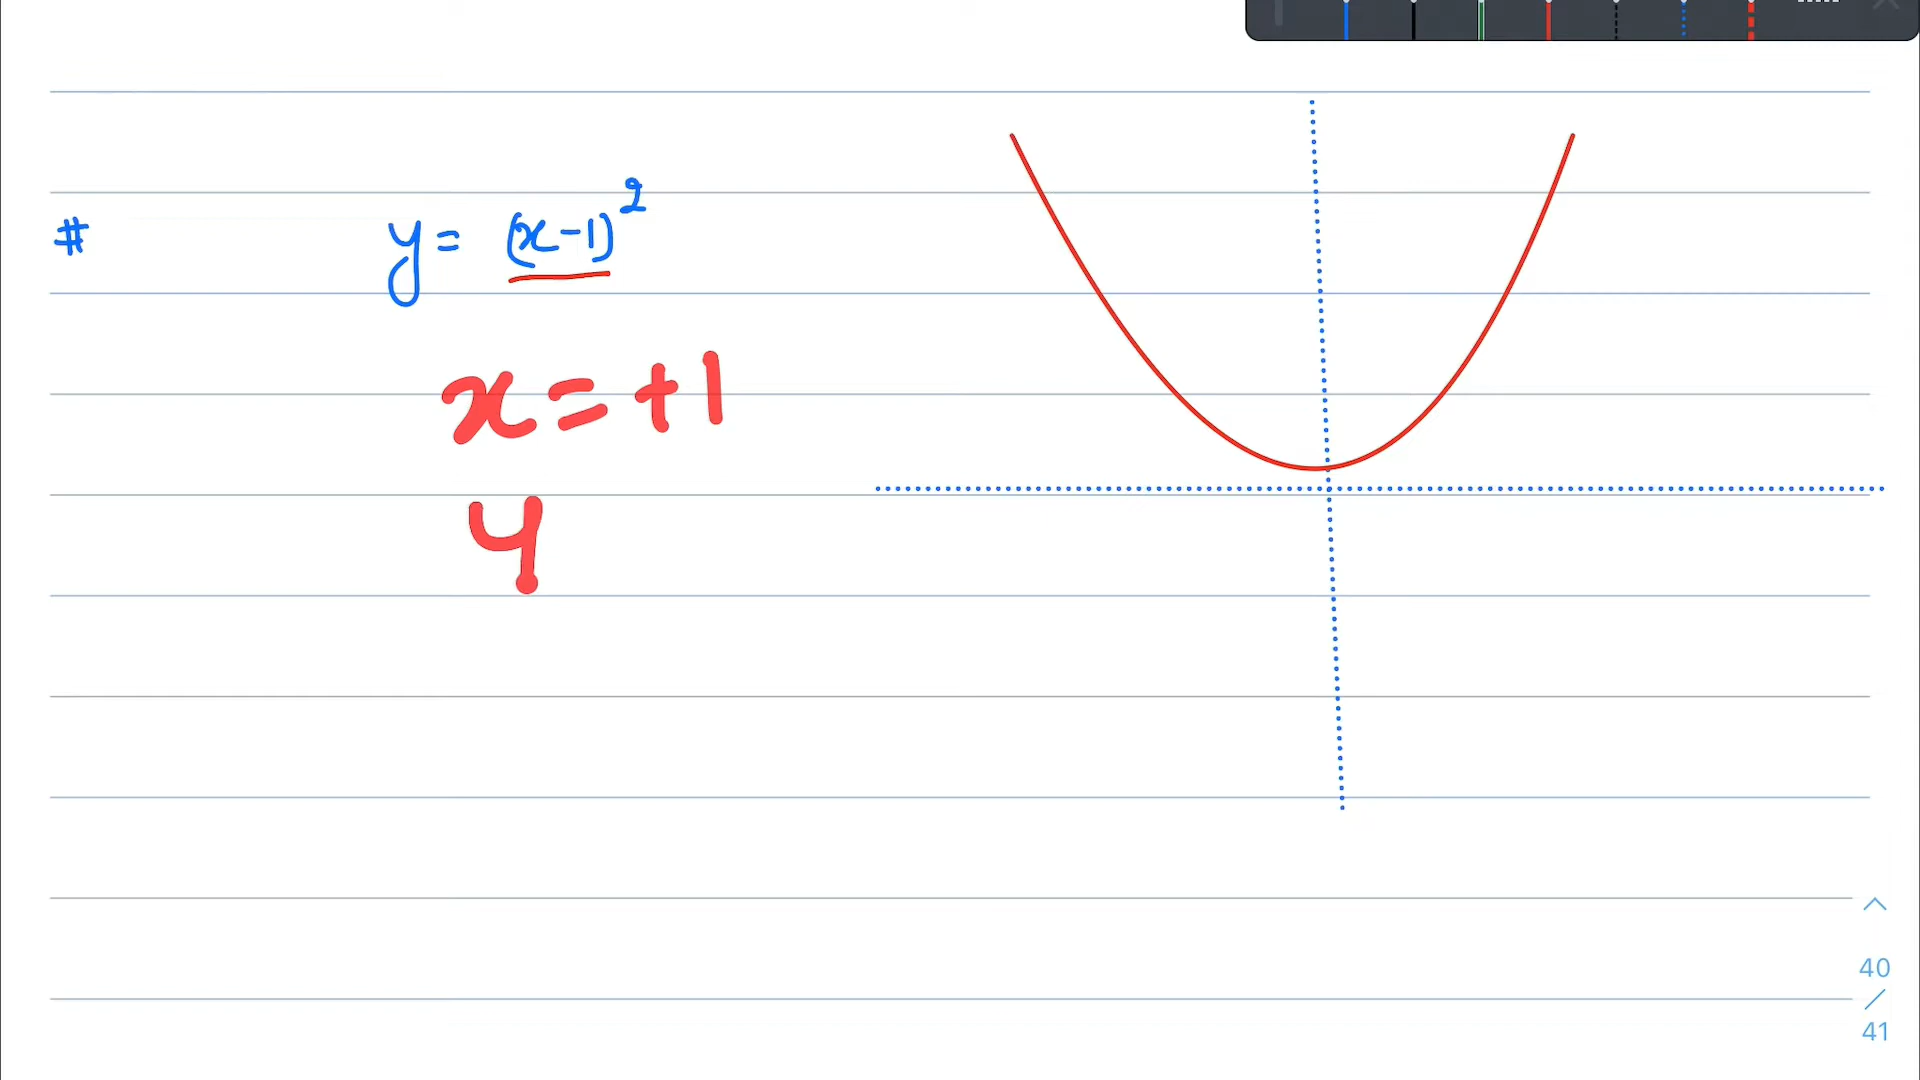 # y = (x-1)²
x = +1
y
40
/
41